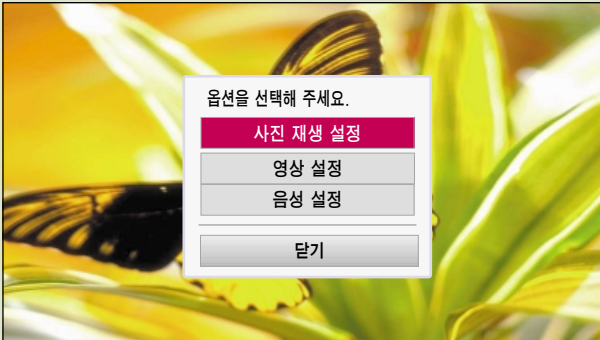 옵션을 선택해 주세요.
사진 재생 설정
영상 설정
음성 설정
닫기